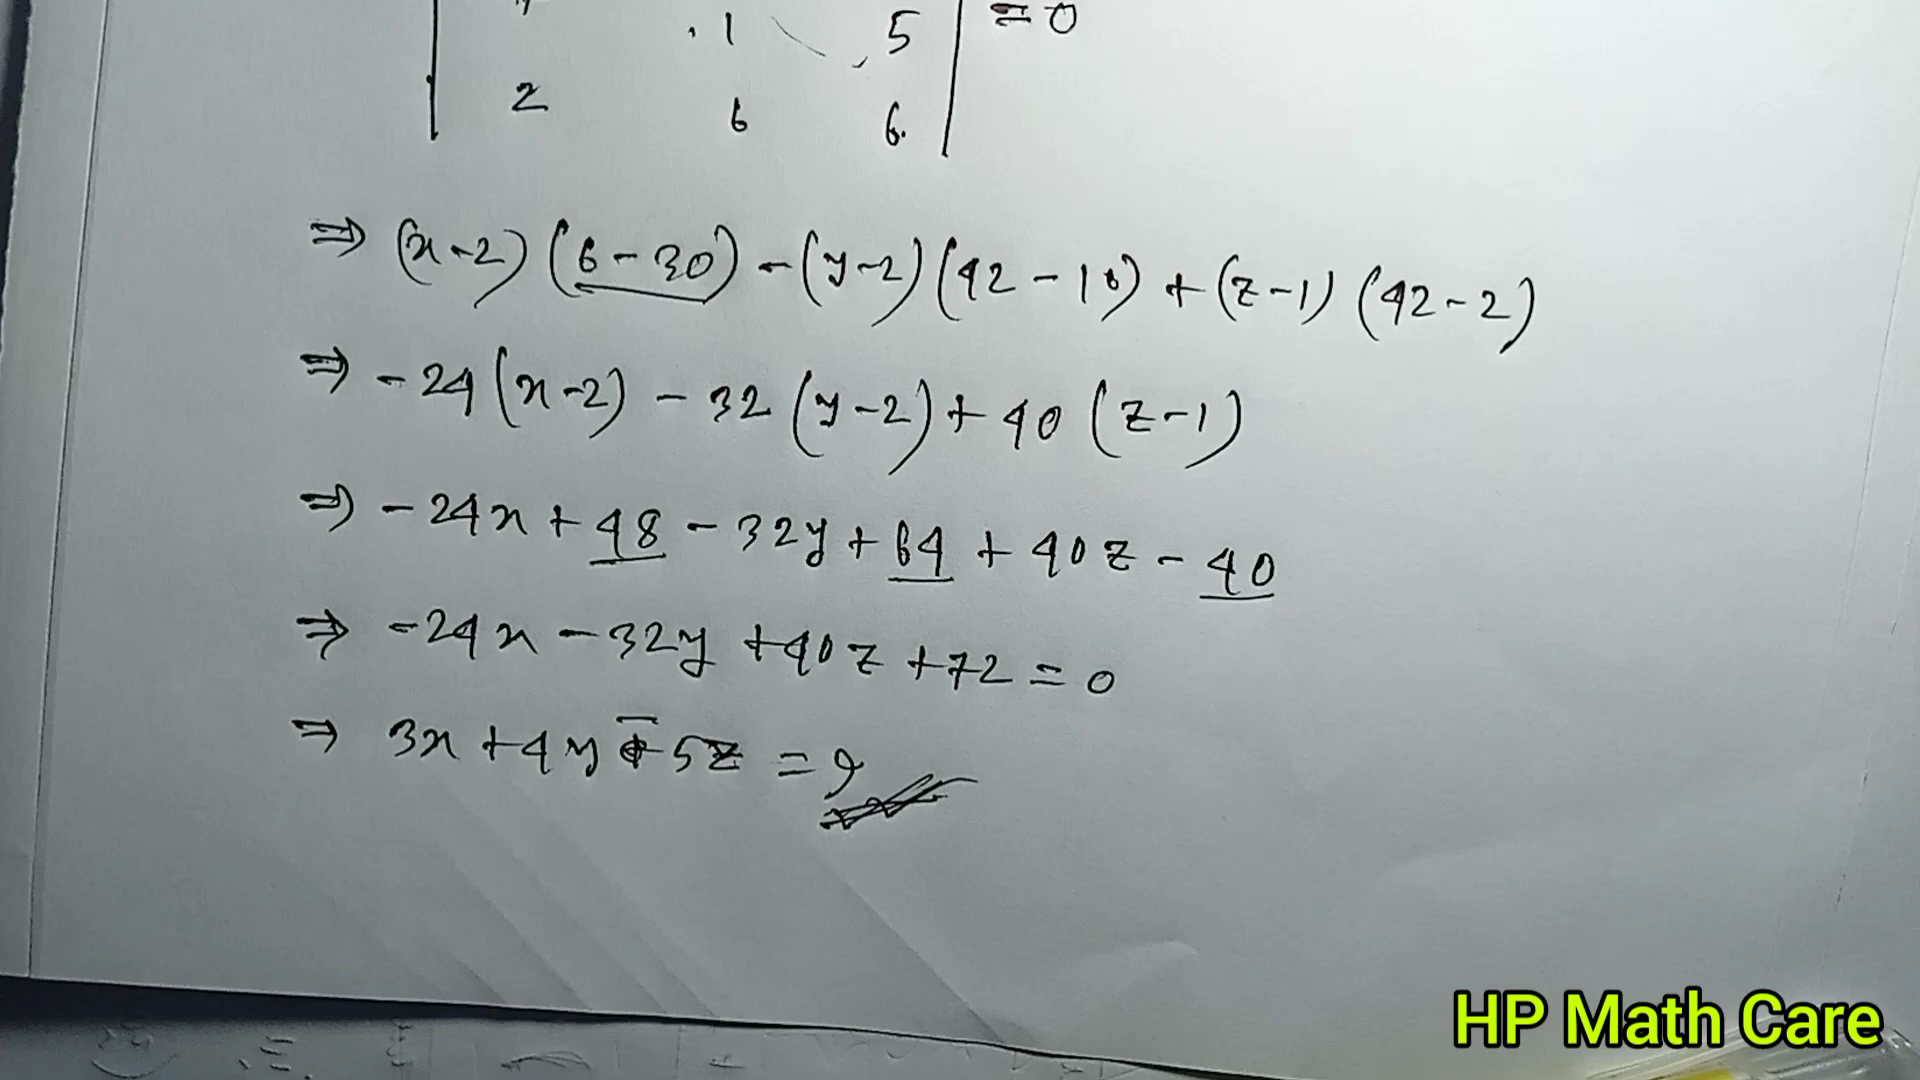 1 5 = 0
2 6 6
⇒ (x-2) (6-30) - (y-2) (42-10) + (z-1) (42-2)
⇒ -24 (x-2) - 32 (y-2) + 40 (z-1)
⇒ -24x + 48 - 32y + 64 + 40z - 40
⇒ -24x - 32y + 40z + 72 = 0
⇒ 3x + 4y - 5z = 9
HP Math Care